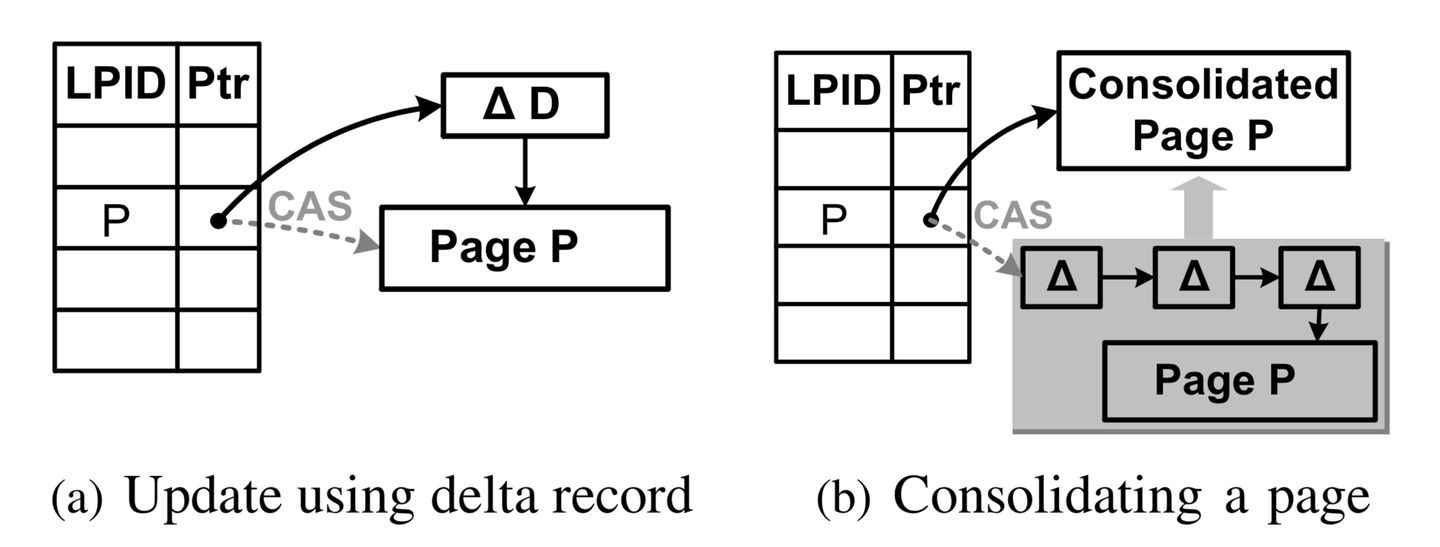 LPID Ptr
Δ D
P
CAS
Page P
(a) Update using delta record
LPID Ptr
Consolidated
Page P
P
CAS
Δ Δ Δ
Page P
(b) Consolidating a page